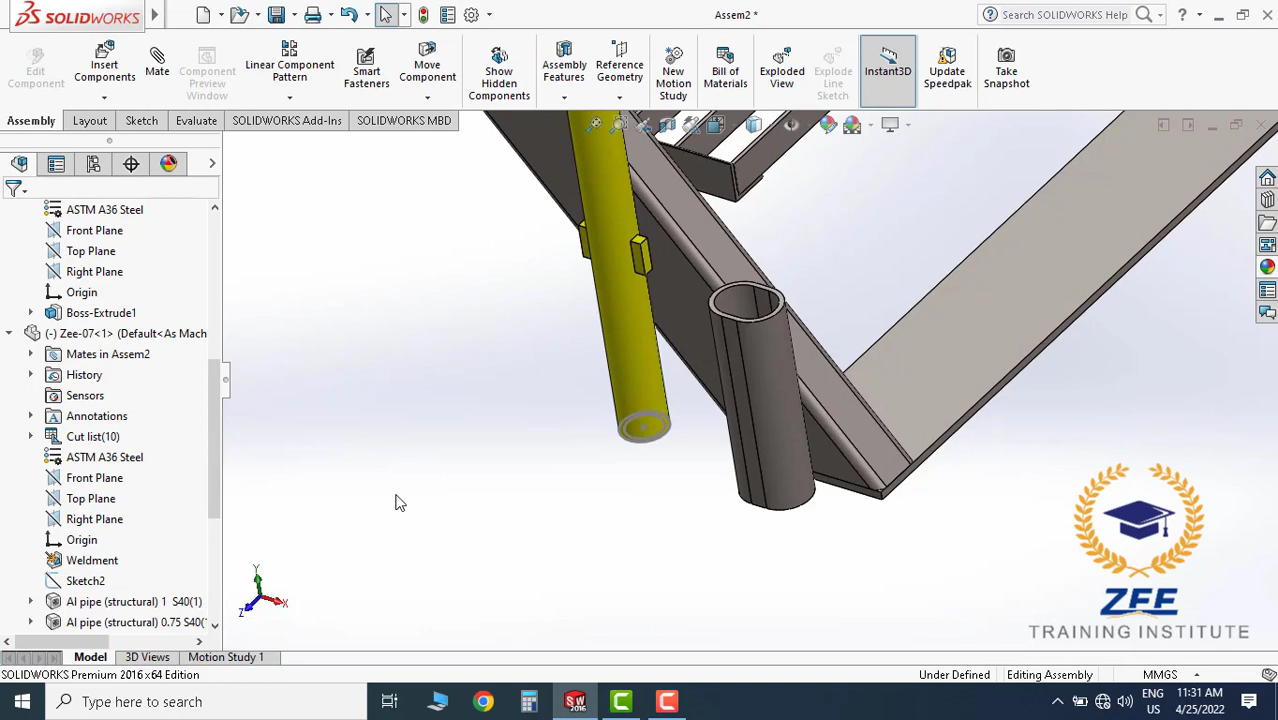 SOLIDWORKS
Assem2 *
Search SOLIDWORKS Help
?
Edit Component
Insert Components
Mate
Component Preview Window
Linear Component Pattern
Smart Fasteners
Move Component
Show Hidden Components
Assembly Features
Reference Geometry
New Motion Study
Bill of Materials
Exploded View
Explode Line Sketch
Instant3D
Update Speedpak
Take Snapshot
Assembly
Layout
Sketch
Evaluate
SOLIDWORKS Add-Ins
SOLIDWORKS MBD
ASTM A36 Steel
Front Plane
Top Plane
Right Plane
Origin
Boss-Extrude1
(-) Zee-07<1> (Default<As Mach
Mates in Assem2
History
Sensors
Annotations
Cut list(10)
ASTM A36 Steel
Front Plane
Top Plane
Right Plane
Origin
Weldment
Sketch2
Al pipe (structural) 1 S40(1)
Al pipe (structural) 0.75 S40(1
Y
X
Z
ZEE
TRAINING INSTITUTE
Model
3D Views
Motion Study 1
SOLIDWORKS Premium 2016 x64 Edition
Under Defined
Editing Assembly
MMGS
Type here to search
SW
2016
C
C
ENG
US
11:31 AM
4/25/2022